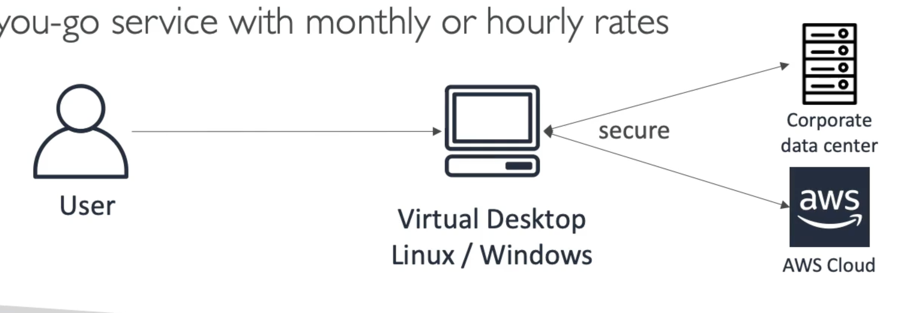 you-go service with monthly or hourly rates
User
Virtual Desktop
Linux / Windows
secure
Corporate
data center
aws
AWS Cloud